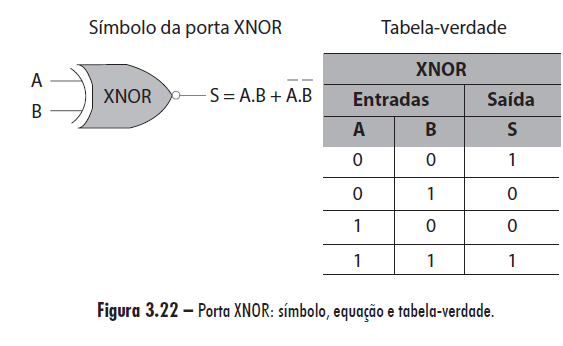 Símbolo da porta XNOR
A
B
XNOR
S = A.B + A̅.B̅
Tabela-verdade
XNOR
Entradas Saída
A B S
0 0 1
0 1 0
1 0 0
1 1 1
Figura 3.22 – Porta XNOR: símbolo, equação e tabela-verdade.